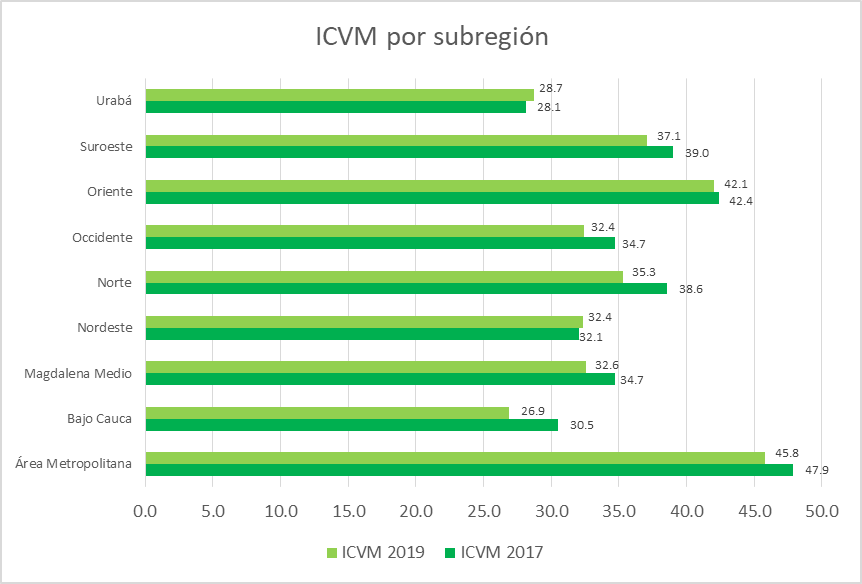 ICVM por subregión
Urabá
28.7
28.1
Suroeste
37.1
39.0
Oriente
42.1
42.4
Occidente
32.4
34.7
Norte
35.3
38.6
Nordeste
32.4
32.1
Magdalena Medio
32.6
34.7
Bajo Cauca
26.9
30.5
Área Metropolitana
45.8
47.9
0.0 5.0 10.0 15.0 20.0 25.0 30.0 35.0 40.0 45.0 50.0
ICVM 2019 ICVM 2017